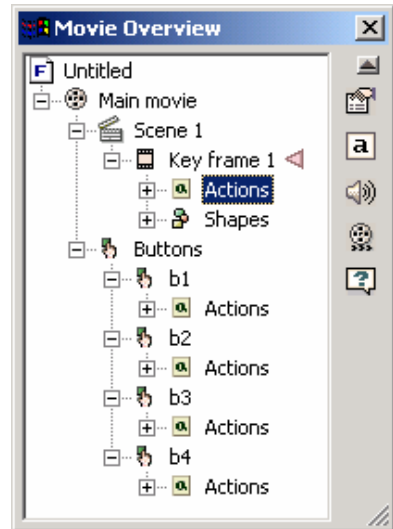 Movie Overview
F Untitled
Main movie
Scene 1
Key frame 1
a Actions
Shapes
Buttons
b1
a Actions
b2
a Actions
b3
a Actions
b4
a Actions
a
?